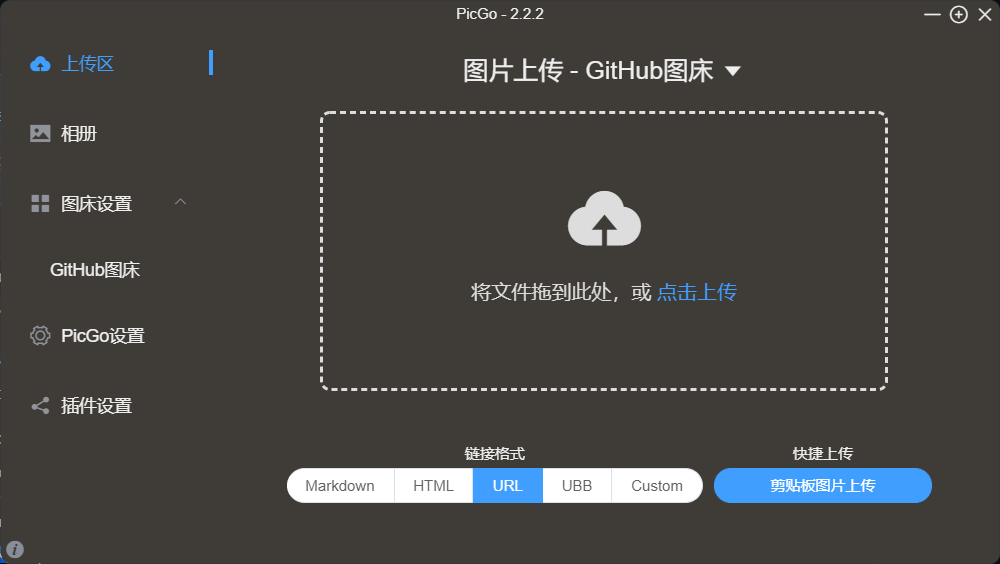 PicGo - 2.2.2
上传区
相册
图床设置
GitHub图床
PicGo设置
插件设置
图片上传 - GitHub图床
将文件拖到此处，或 点击上传
链接格式
Markdown HTML URL UBB Custom
快捷上传
剪贴板图片上传